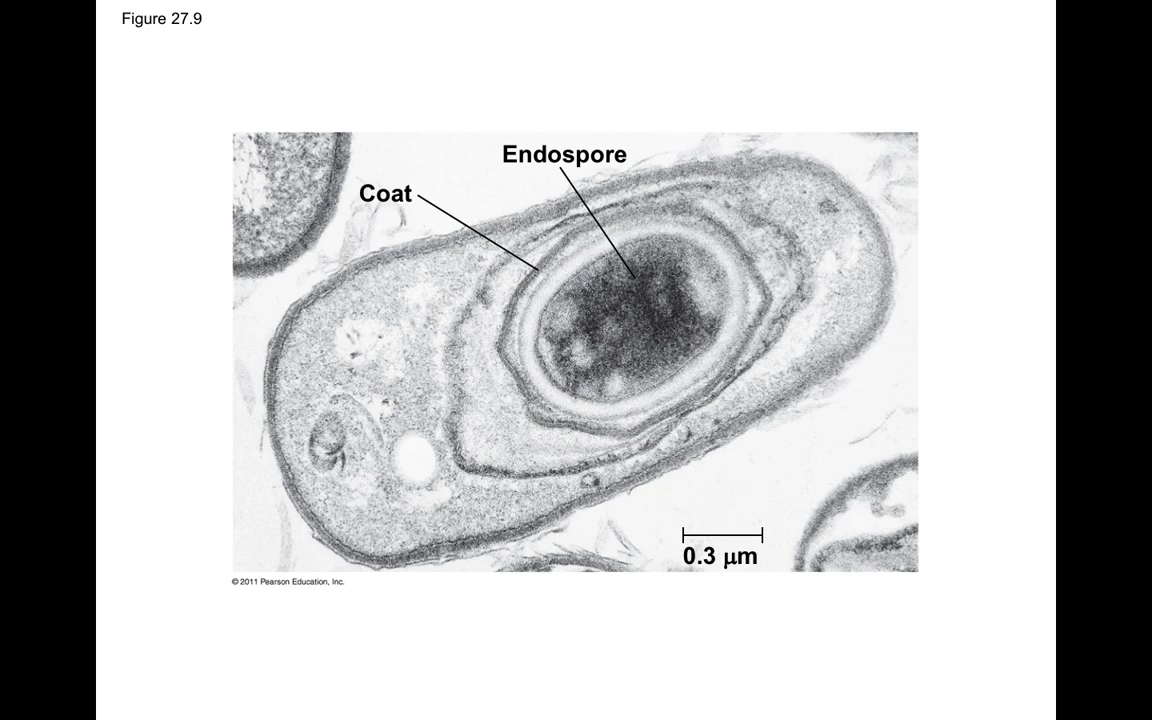 Figure 27.9
Endospore
Coat
0.3 μm
© 2011 Pearson Education, Inc.